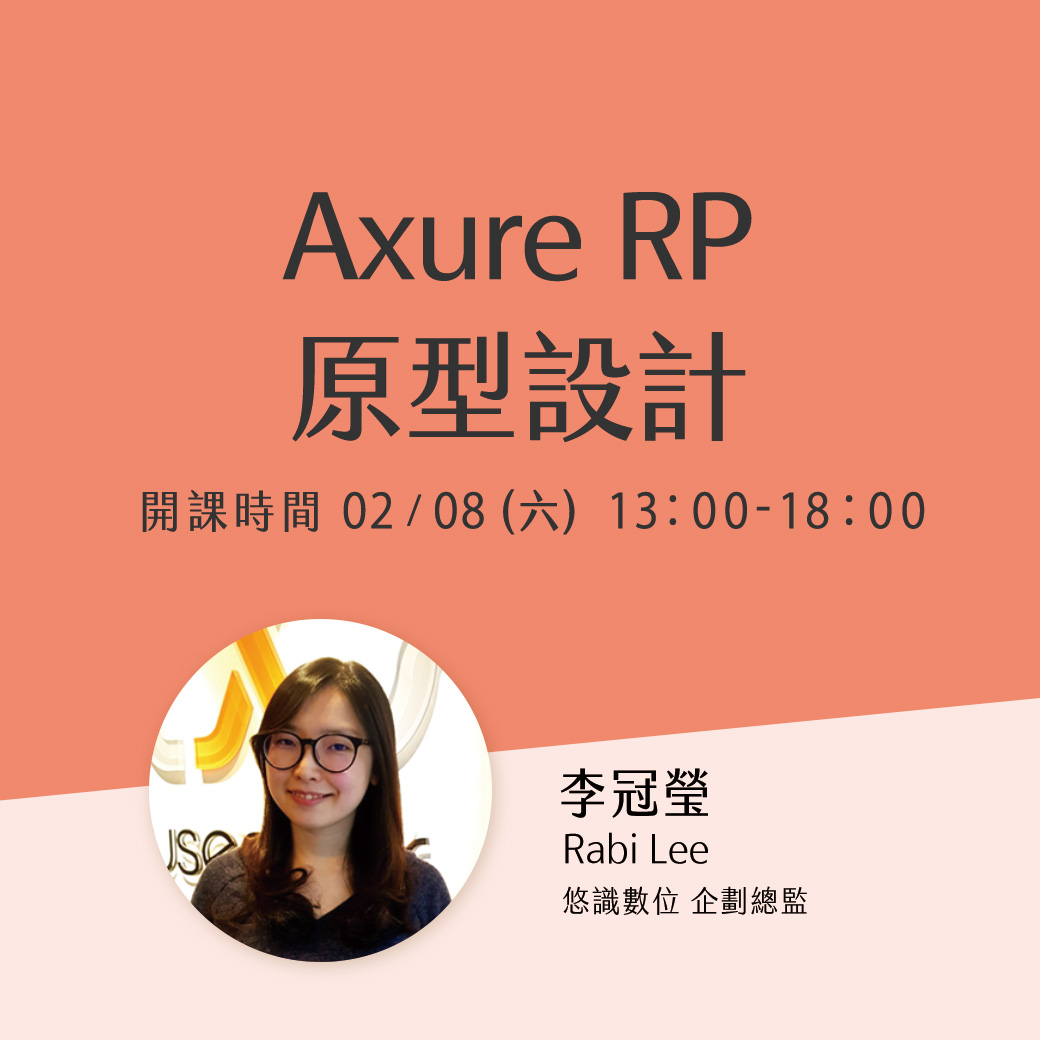 Axure RP
原型設計
開課時間 02/08 (六) 13:00-18:00
李冠瑩
Rabi Lee
悠識數位 企劃總監